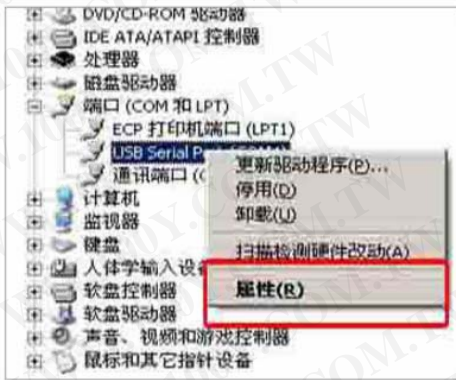 DVD/CD-ROM 驱动器
IDE ATA/ATAPI 控制器
处理器
磁盘驱动器
端口 (COM 和 LPT)
ECP 打印机端口 (LPT1)
USB Serial
通讯端口
计算机
监视器
键盘
人体学输入设备
软盘控制器
软盘驱动器
声音、视频和游戏控制器
鼠标和其它指针设备
更新驱动程序(P)...
停用(D)
卸载(U)
扫描检测硬件改动(A)
属性(R)